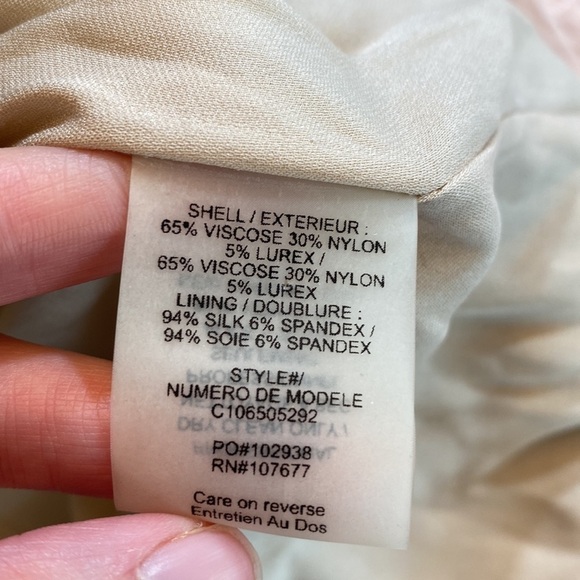 SHELL / EXTERIEUR :
65% VISCOSE 30% NYLON
5% LUREX /
65% VISCOSE 30% NYLON
5% LUREX
LINING / DOUBLURE :
94% SILK 6% SPANDEX /
94% SOIE 6% SPANDEX
STYLE#/
NUMERO DE MODELE
C106505292
PO#102938
RN#107677
Care on reverse
Entretien Au Dos